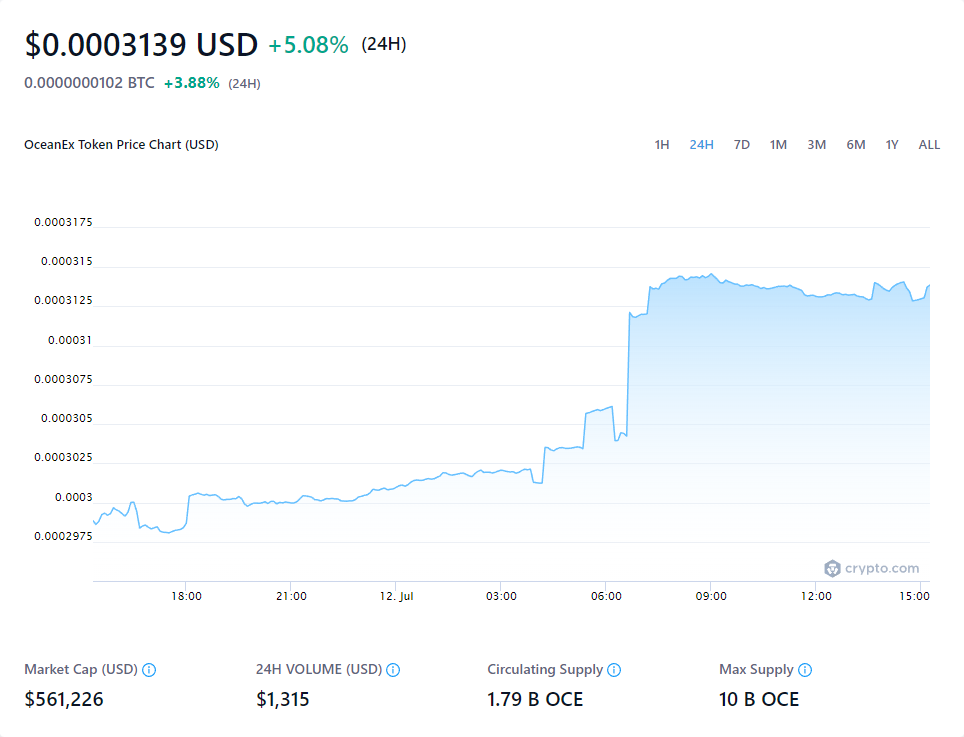 $0.0003139 USD +5.08% (24H)
0.0000000102 BTC +3.88% (24H)
OceanEx Token Price Chart (USD) 1H 24H 7D 1M 3M 6M 1Y ALL
0.0003175
0.000315
0.0003125
0.00031
0.0003075
0.000305
0.0003025
0.0003
0.0002975
crypto.com
18:00 21:00 12. Jul 03:00 06:00 09:00 12:00 15:00
Market Cap (USD) 24H VOLUME (USD) Circulating Supply Max Supply
$561,226 $1,315 1.79 B OCE 10 B OCE